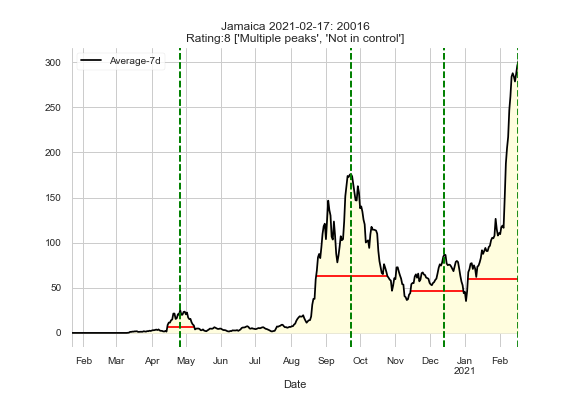 Jamaica 2021-02-17: 20016
Rating:8 ['Multiple peaks', 'Not in control']
Average-7d
300
250
200
150
100
50
0
Feb Mar Apr May Jun Jul Aug Sep Oct Nov Dec Jan Feb
2021
Date